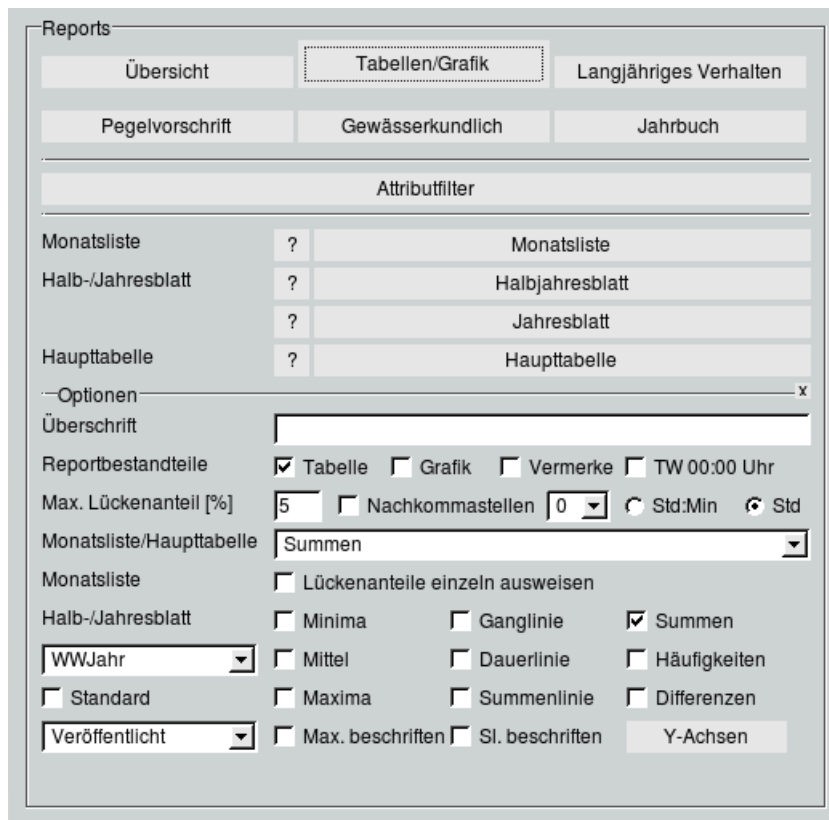 Reports
Übersicht Tabellen/Grafik Langjähriges Verhalten
Pegelvorschrift Gewässerkundlich Jahrbuch
Attributfilter
Monatsliste ? Monatsliste
Halb-/Jahresblatt ? Halbjahresblatt
? Jahresblatt
Haupttabelle ? Haupttabelle
Optionen x
Überschrift
Reportbestandteile Tabelle Grafik Vermerke TW 00:00 Uhr
Max. Lückenanteil [%] 5 Nachkommastellen 0 Std:Min Std
Monatsliste/Haupttabelle Summen
Monatsliste Lückenanteile einzeln ausweisen
Halb-/Jahresblatt Minima Ganglinie Summen
WWJahr Mittel Dauerlinie Häufigkeiten
Standard Maxima Summenlinie Differenzen
Veröffentlicht Max. beschriften Sl. beschriften Y-Achsen